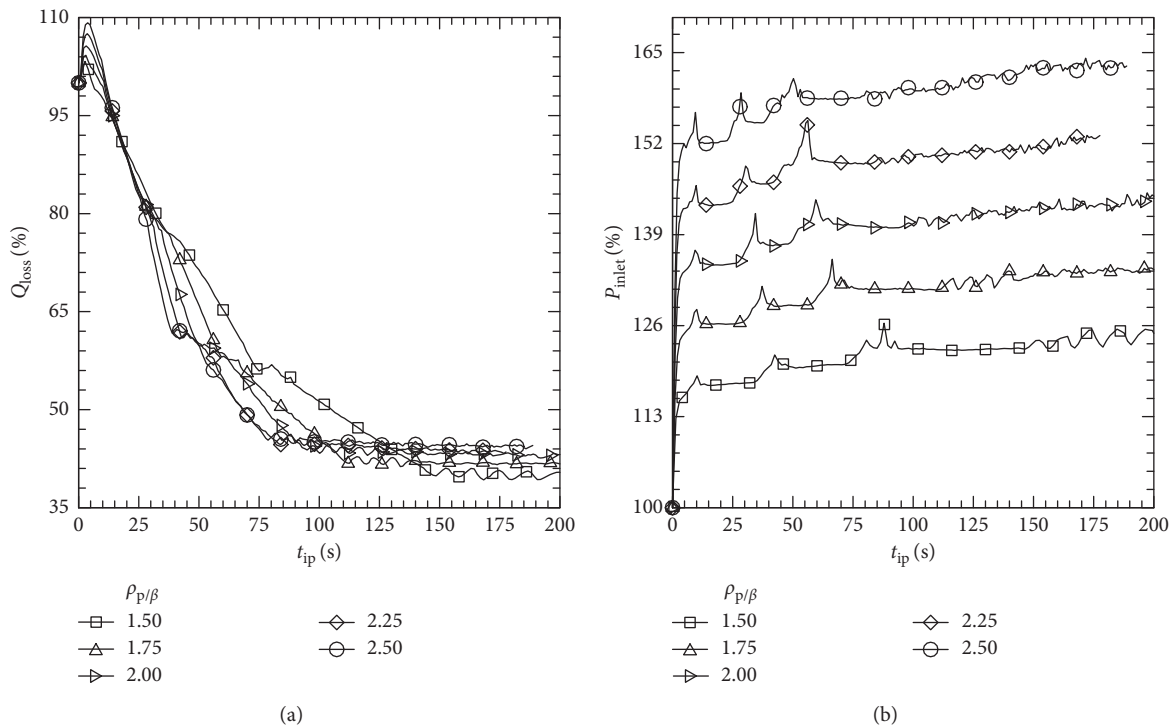 110
95
80
65
50
35
Q_loss (%)
0 25 50 75 100 125 150 175 200
t_ip (s)
ρ_p/β
1.50
1.75
2.00
2.25
2.50
(a)
165
152
139
126
113
100
P_inlet (%)
0 25 50 75 100 125 150 175 200
t_ip (s)
ρ_p/β
1.50
1.75
2.00
2.25
2.50
(b)